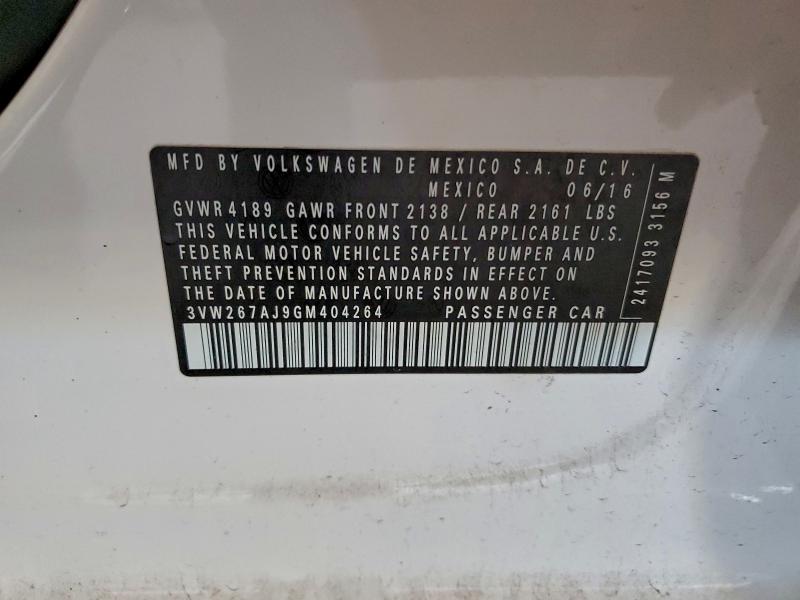 MFD BY VOLKSWAGEN DE MEXICO S.A. DE C.V.
MEXICO 06/16
GVWR 4189 GAWR FRONT 2138 / REAR 2161 LBS
THIS VEHICLE CONFORMS TO ALL APPLICABLE U.S.
FEDERAL MOTOR VEHICLE SAFETY, BUMPER AND
THEFT PREVENTION STANDARDS IN EFFECT ON
THE DATE OF MANUFACTURE SHOWN ABOVE.
3VW267AJ9GM404264 PASSENGER CAR
2417093 3156 M